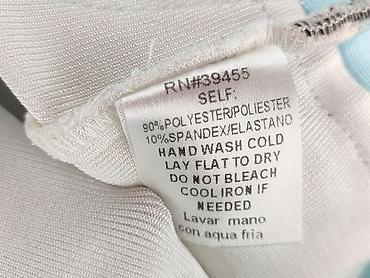 RN#39455
SELF:
90%POLYESTER/POLIESTER
10%SPANDEX/ELASTANO
HAND WASH COLD
LAY FLAT TO DRY
DO NOT BLEACH
COOL IRON IF
NEEDED
Lavar mano
con aqua fria